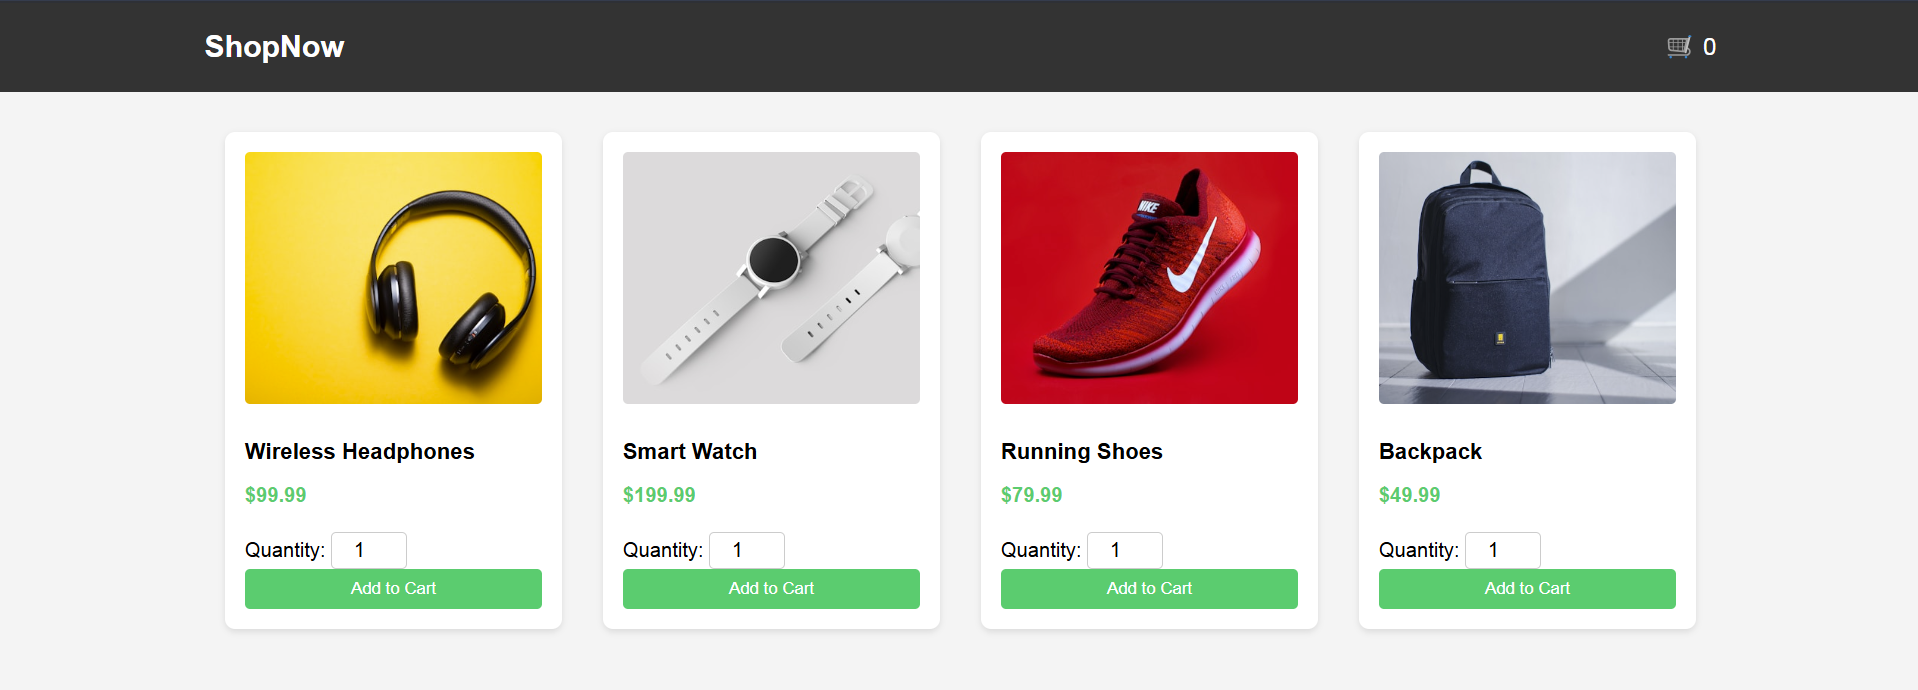 ShopNow
0
NIKE
Wireless Headphones
$99.99
Quantity: 1
Add to Cart
Smart Watch
$199.99
Quantity: 1
Add to Cart
Running Shoes
$79.99
Quantity: 1
Add to Cart
Backpack
$49.99
Quantity: 1
Add to Cart